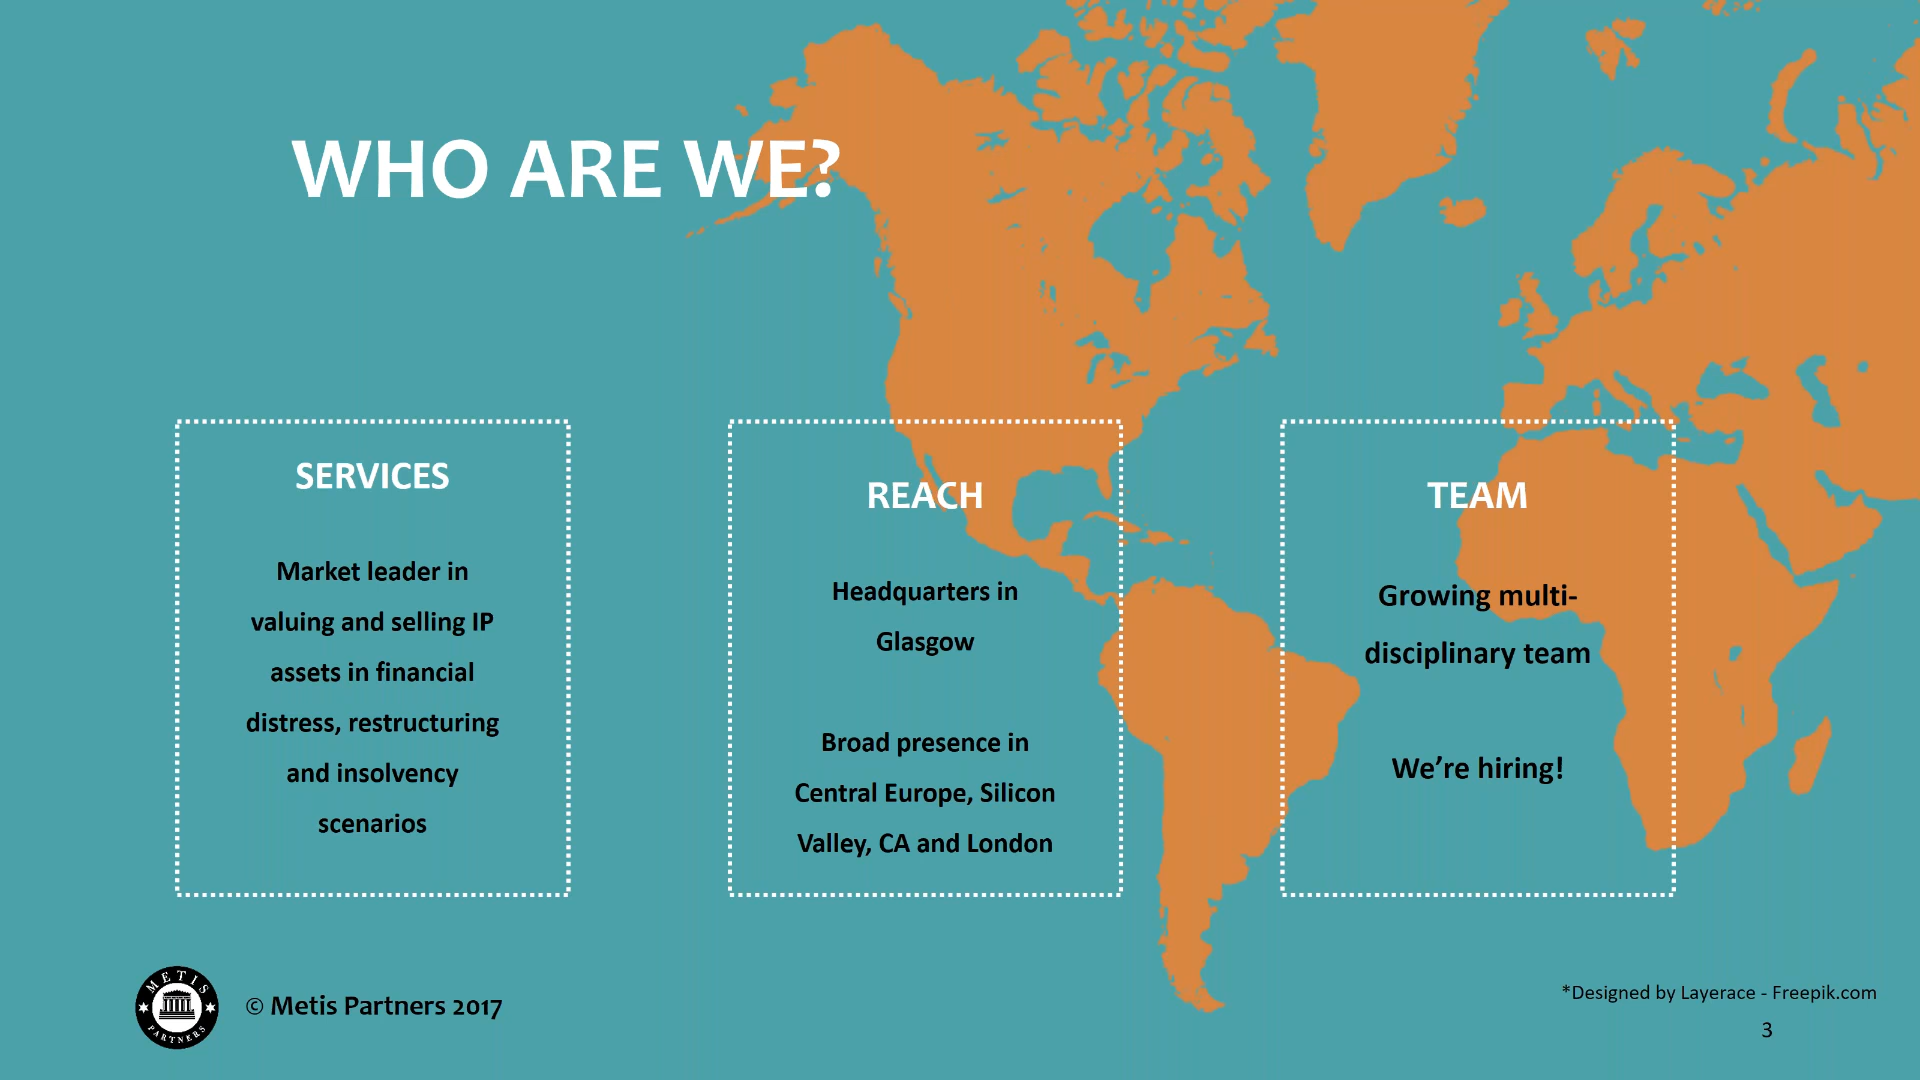 WHO ARE WE?
SERVICES
Market leader in
valuing and selling IP
assets in financial
distress, restructuring
and insolvency
scenarios
REACH
Headquarters in
Glasgow
Broad presence in
Central Europe, Silicon
Valley, CA and London
TEAM
Growing multi-
disciplinary team
We’re hiring!
METIS
PARTNERS
© Metis Partners 2017
*Designed by Layerace - Freepik.com
3